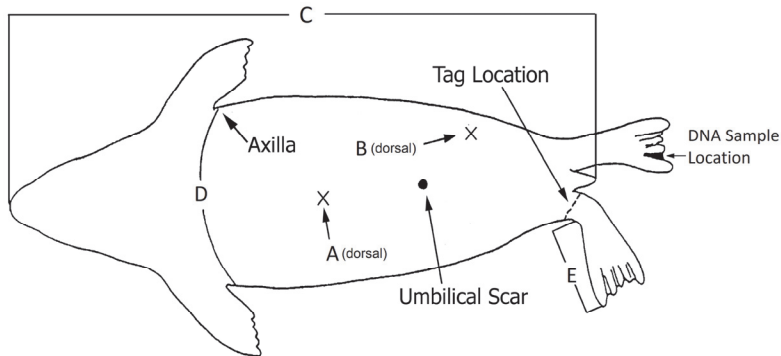 C
Tag Location
DNA Sample
Location
Axilla
B (dorsal)
D
A (dorsal)
Umbilical Scar
E